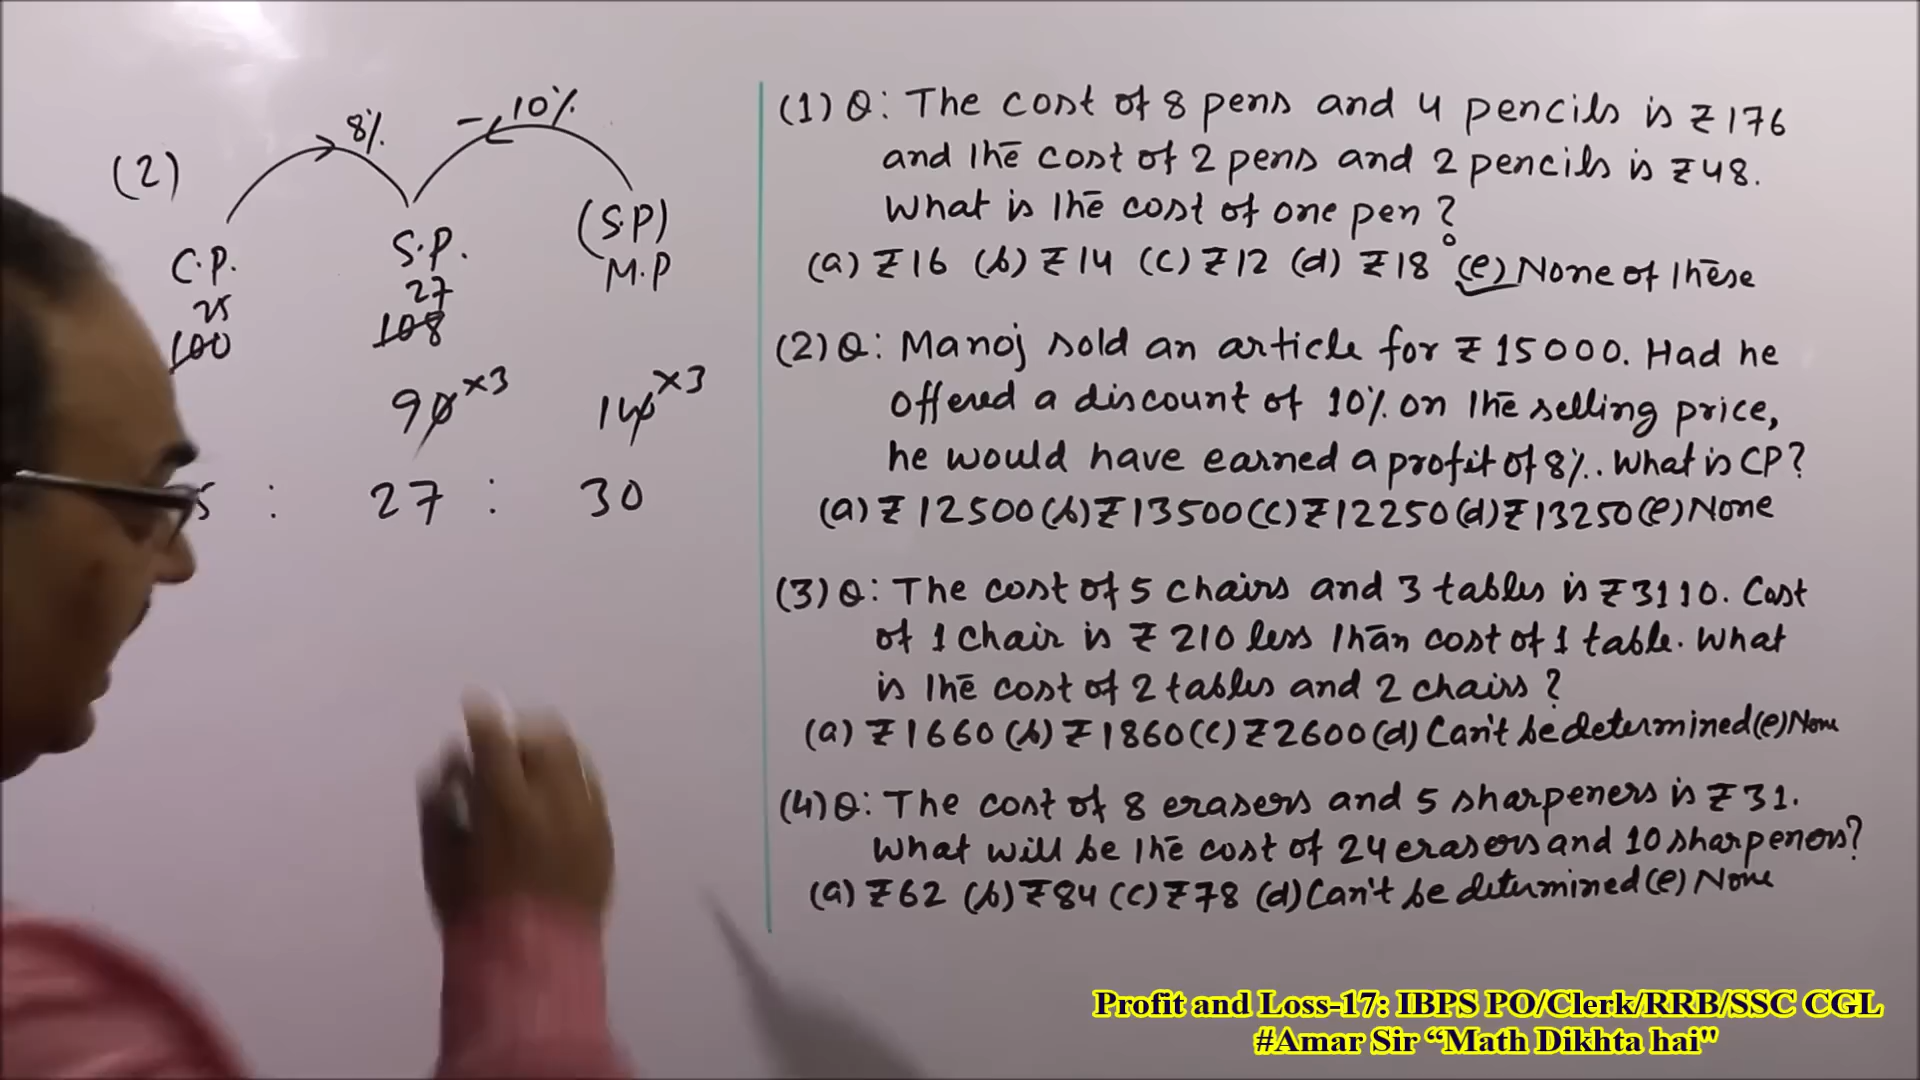 (2)
8%
- 10%
C.P.
S.P.
(S.P)
M.P
25
27
100
108
90×3
100×3
5 : 27 : 30
(1) Q: The cost of 8 pens and 4 pencils is ₹176
and the cost of 2 pens and 2 pencils is ₹48.
What is the cost of one pen?
(a) ₹16 (b) ₹14 (c) ₹12 (d) ₹18 (e) None of these
(2) Q: Manoj sold an article for ₹15000. Had he
offered a discount of 10% on the selling price,
he would have earned a profit of 8%. What is CP?
(a) ₹12500 (b) ₹13500 (c) ₹12250 (d) ₹13250 (e) None
(3) Q: The cost of 5 chairs and 3 tables is ₹3110. Cost
of 1 chair is ₹210 less than cost of 1 table. What
is the cost of 2 tables and 2 chairs?
(a) ₹1660 (b) ₹1860 (c) ₹2600 (d) Can't be determined (e) None
(4) Q: The cost of 8 erasers and 5 sharpeners is ₹31.
What will be the cost of 24 erasers and 10 sharpeners?
(a) ₹62 (b) ₹84 (c) ₹78 (d) Can't be determined (e) None
Profit and Loss-17: IBPS PO/Clerk/RRB/SSC CGL
#Amar Sir “Math Dikhta hai"